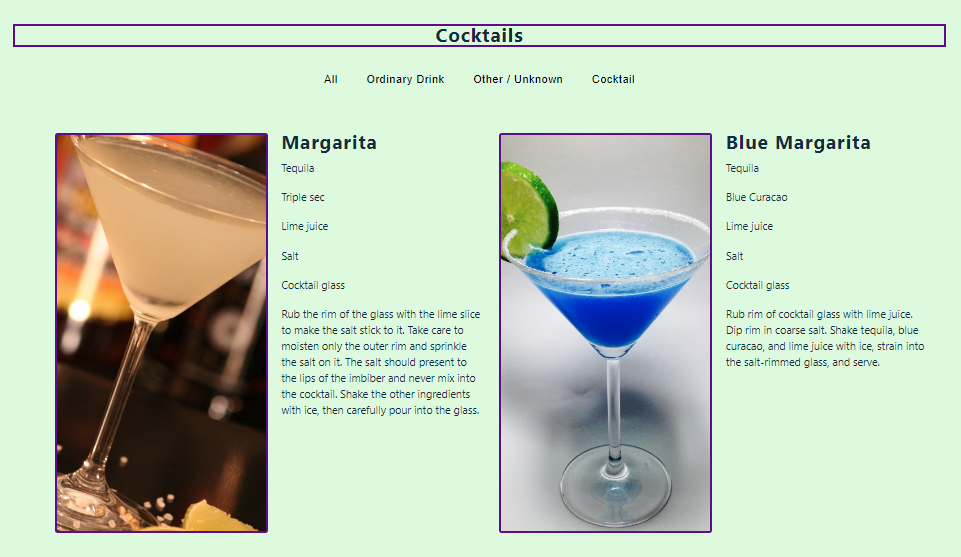 Cocktails
All Ordinary Drink Other / Unknown Cocktail
Margarita
Tequila
Triple sec
Lime juice
Salt
Cocktail glass
Rub the rim of the glass with the lime slice
to make the salt stick to it. Take care to
moisten only the outer rim and sprinkle
the salt on it. The salt should present to
the lips of the imbiber and never mix into
the cocktail. Shake the other ingredients
with ice, then carefully pour into the glass.
Blue Margarita
Tequila
Blue Curacao
Lime juice
Salt
Cocktail glass
Rub rim of cocktail glass with lime juice.
Dip rim in coarse salt. Shake tequila, blue
curacao, and lime juice with ice, strain into
the salt-rimmed glass, and serve.